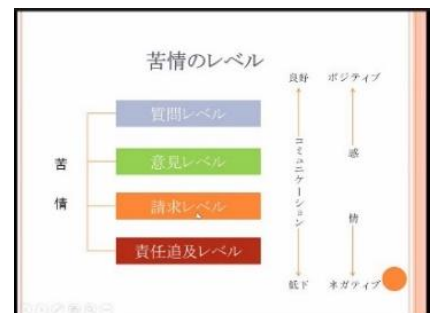 苦情のレベル
良好
ポジティブ
質問レベル
意見レベル
請求レベル
責任追及レベル
苦情
コミュニケーション
感情
低下
ネガティブ